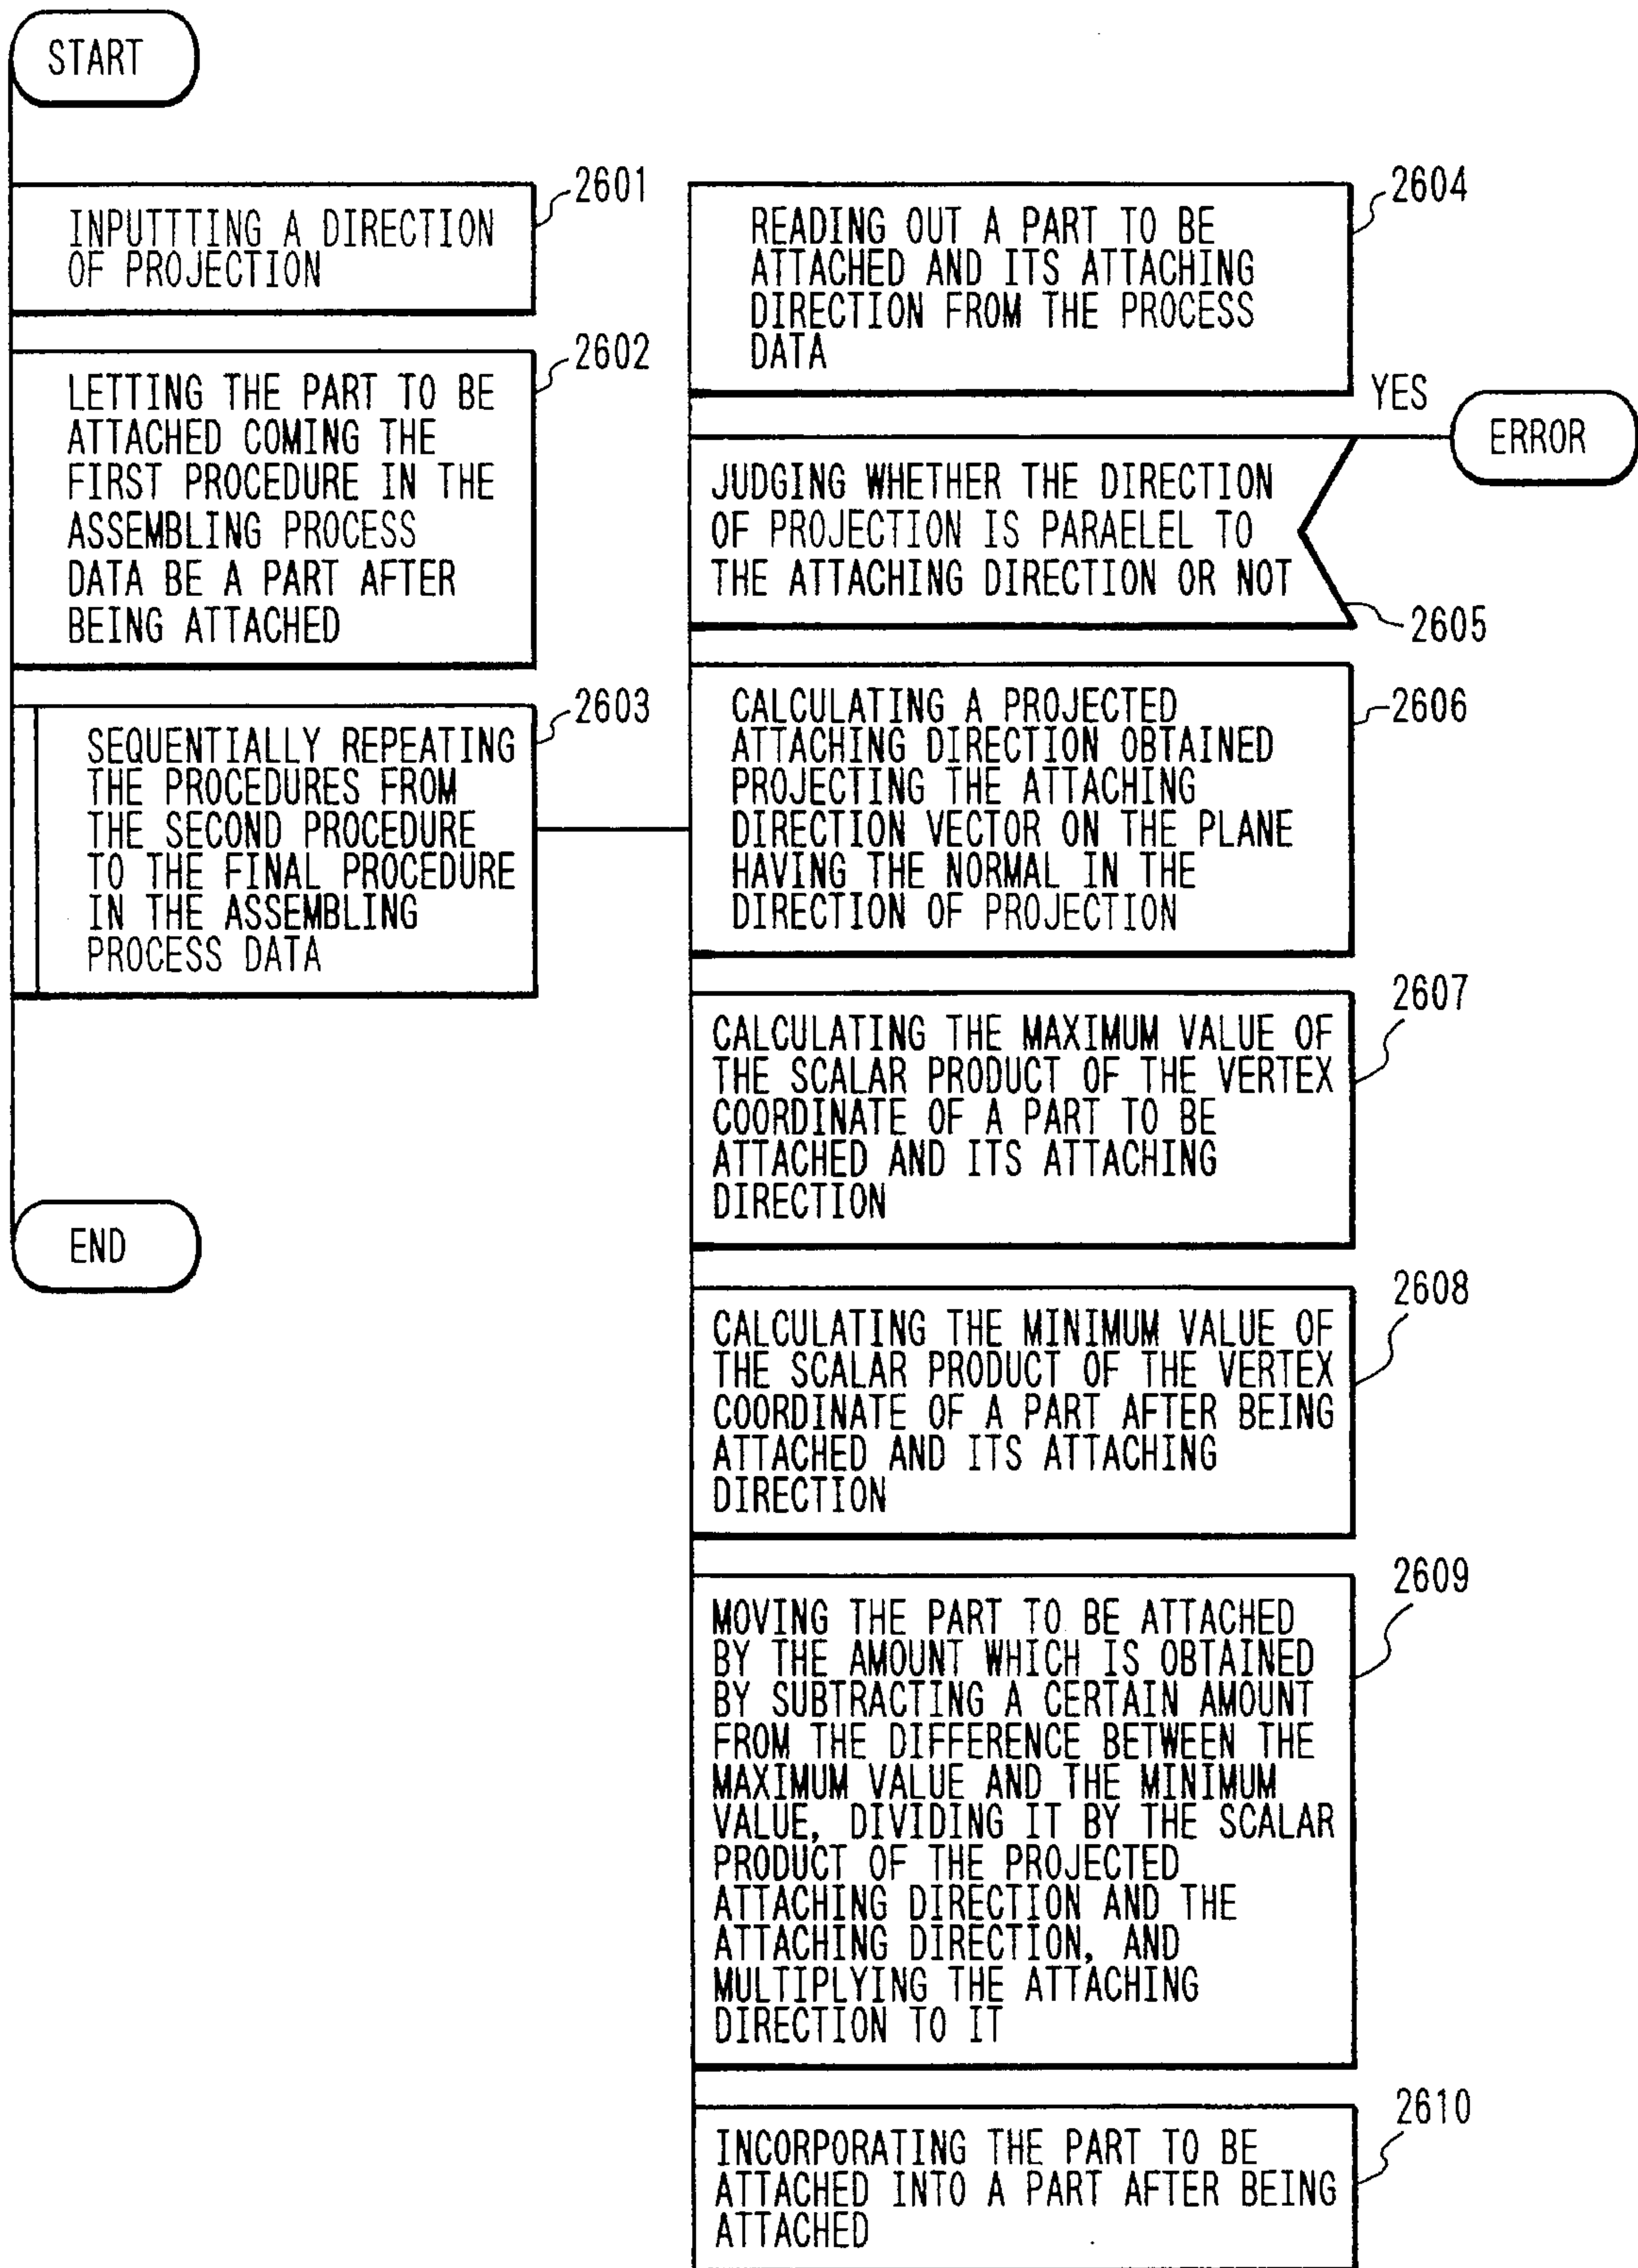 START
2601
INPUTTTING A DIRECTION
OF PROJECTION
2602
LETTING THE PART TO BE
ATTACHED COMING THE
FIRST PROCEDURE IN THE
ASSEMBLING PROCESS
DATA BE A PART AFTER
BEING ATTACHED
2603
SEQUENTIALLY REPEATING
THE PROCEDURES FROM
THE SECOND PROCEDURE
TO THE FINAL PROCEDURE
IN THE ASSEMBLING
PROCESS DATA
END
2604
READING OUT A PART TO BE
ATTACHED AND ITS ATTACHING
DIRECTION FROM THE PROCESS
DATA
YES
ERROR
JUDGING WHETHER THE DIRECTION
OF PROJECTION IS PARAELEL TO
THE ATTACHING DIRECTION OR NOT
2605
2606
CALCULATING A PROJECTED
ATTACHING DIRECTION OBTAINED
PROJECTING THE ATTACHING
DIRECTION VECTOR ON THE PLANE
HAVING THE NORMAL IN THE
DIRECTION OF PROJECTION
2607
CALCULATING THE MAXIMUM VALUE OF
THE SCALAR PRODUCT OF THE VERTEX
COORDINATE OF A PART TO BE
ATTACHED AND ITS ATTACHING
DIRECTION
2608
CALCULATING THE MINIMUM VALUE OF
THE SCALAR PRODUCT OF THE VERTEX
COORDINATE OF A PART AFTER BEING
ATTACHED AND ITS ATTACHING
DIRECTION
2609
MOVING THE PART TO BE ATTACHED
BY THE AMOUNT WHICH IS OBTAINED
BY SUBTRACTING A CERTAIN AMOUNT
FROM THE DIFFERENCE BETWEEN THE
MAXIMUM VALUE AND THE MINIMUM
VALUE, DIVIDING IT BY THE SCALAR
PRODUCT OF THE PROJECTED
ATTACHING DIRECTION AND THE
ATTACHING DIRECTION, AND
MULTIPLYING THE ATTACHING
DIRECTION TO IT
2610
INCORPORATING THE PART TO BE
ATTACHED INTO A PART AFTER BEING
ATTACHED